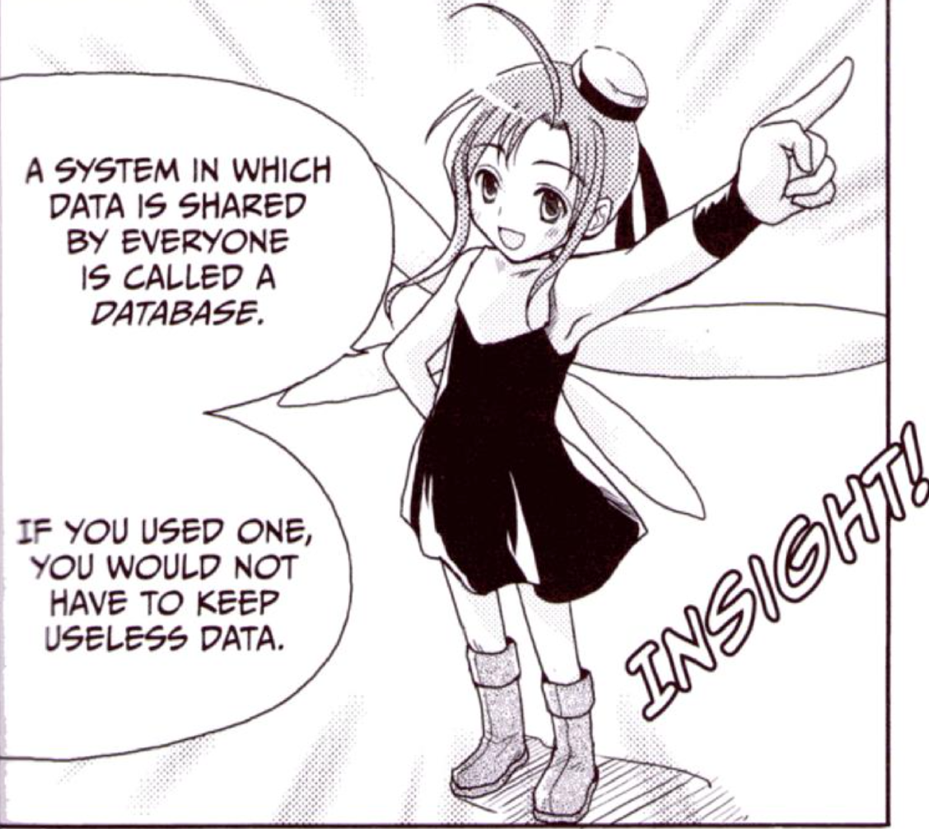 A SYSTEM IN WHICH
DATA IS SHARED
BY EVERYONE
IS CALLED A
DATABASE.
IF YOU USED ONE,
YOU WOULD NOT
HAVE TO KEEP
USELESS DATA.
INSIGHT!